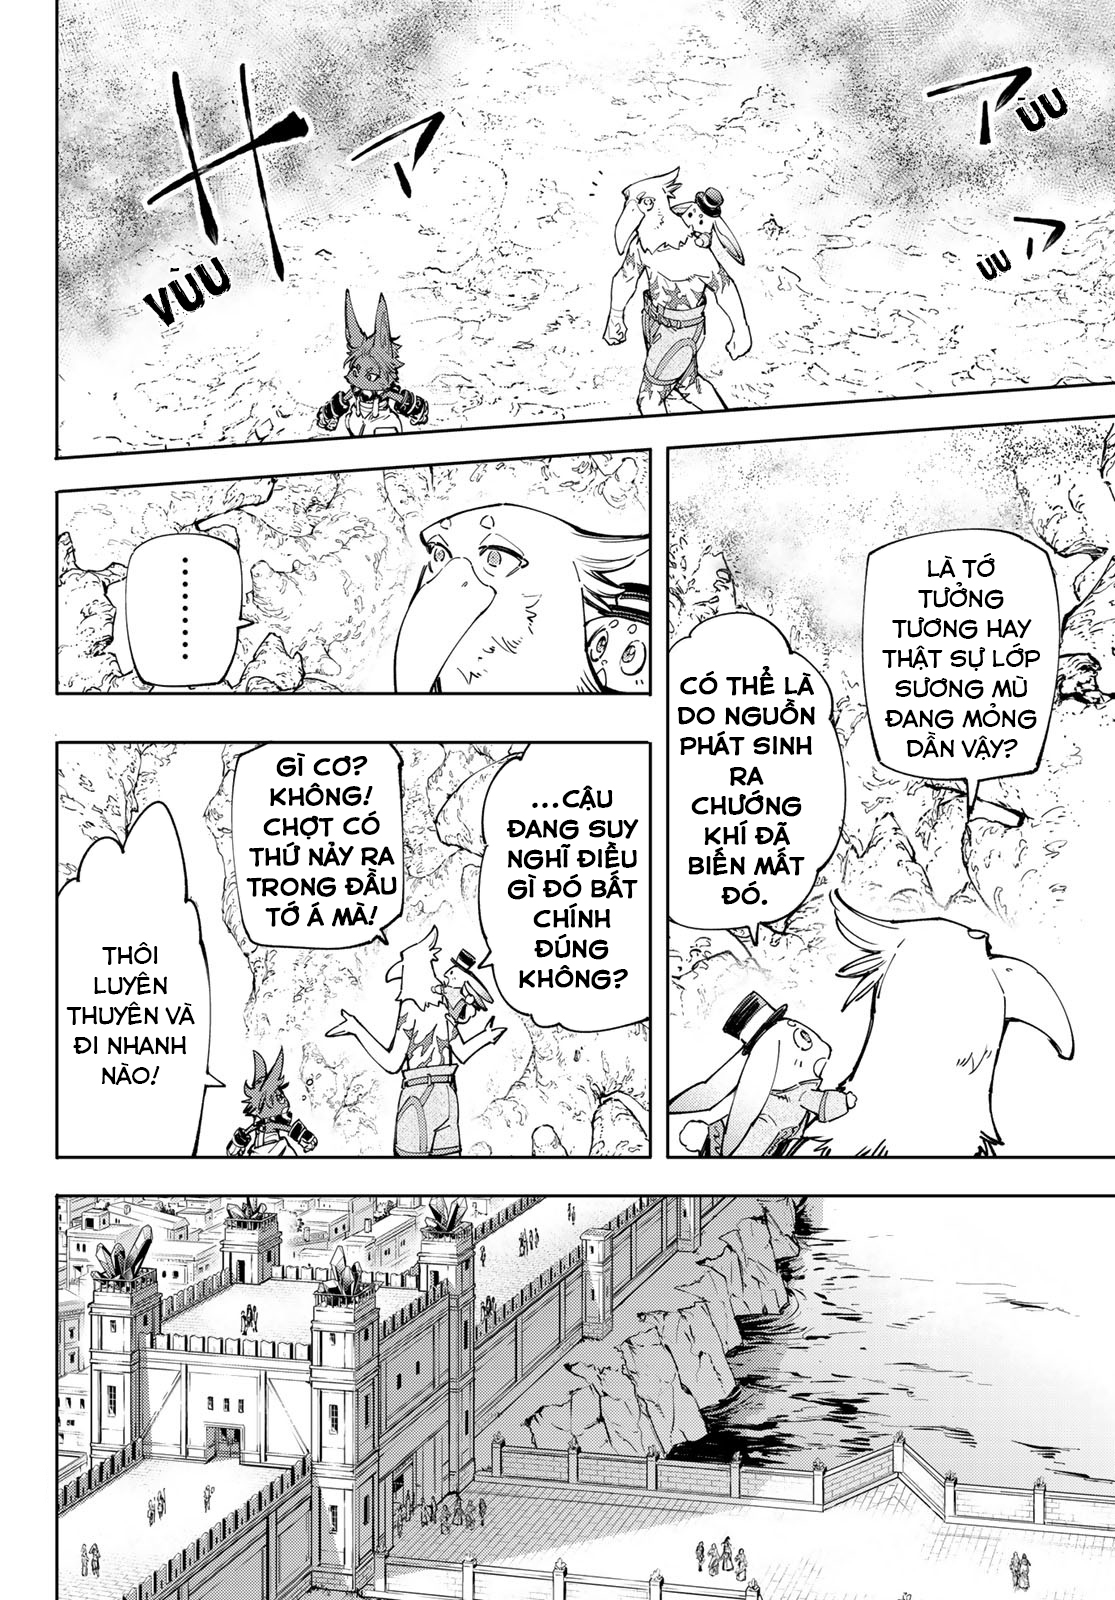 ア
ÙU
ア
ÙU
ァ
ザ
VÙU
LÀ TỚ
TƯỞNG
TƯƠNG HAY
THẬT SỰ LỚP
SƯƠNG MÙ
ĐANG MỎNG
DẦN VẬY?
CÓ THỂ LÀ
DO NGUỒN
PHÁT SINH
RA
CHƯỚNG
KHÍ ĐÃ
BIẾN MẤT
ĐÓ.
.........
...CẬU
ĐANG SUY
NGHĨ ĐIỀU
GÌ ĐÓ BẤT
CHÍNH
ĐÚNG
KHÔNG?
GÌ CƠ?
KHÔNG!
CHỢT CÓ
THỨ NẢY RA
TRONG ĐẦU
TỚ Á MÀ!
THÔI
LUYÊN
THUYÊN VÀ
ĐI NHANH
NÀO!